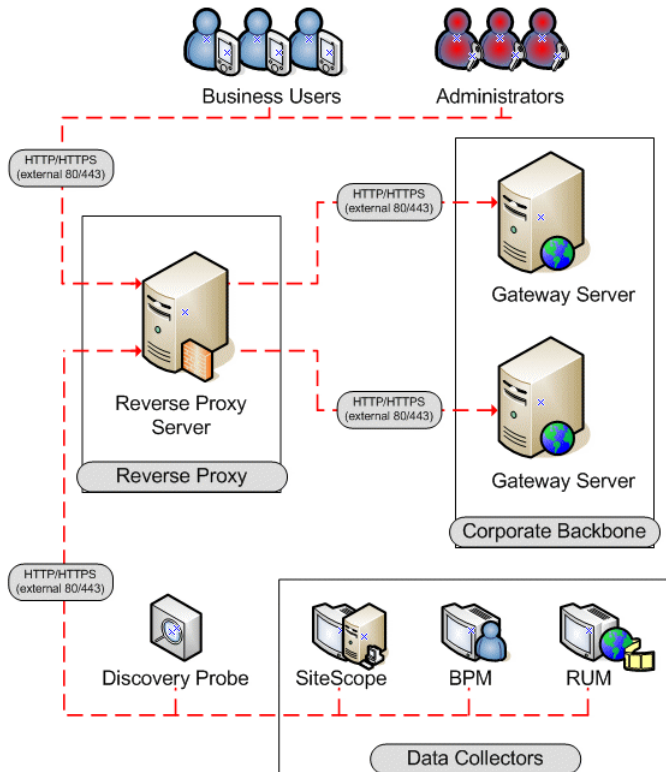 Business Users
Administrators
HTTP/HTTPS
(external 80/443)
HTTP/HTTPS
(external 80/443)
Gateway Server
Reverse Proxy
Server
Reverse Proxy
HTTP/HTTPS
(external 80/443)
Gateway Server
Corporate Backbone
HTTP/HTTPS
(external 80/443)
Discovery Probe
SiteScope
BPM
RUM
Data Collectors